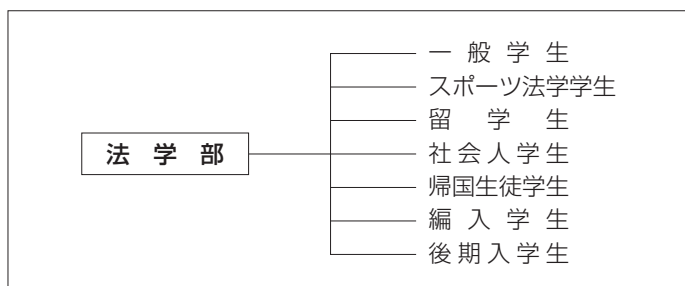 法学部
一般学生
スポーツ法学学生
留学生
社会人学生
帰国生徒学生
編入学生
後期入学生